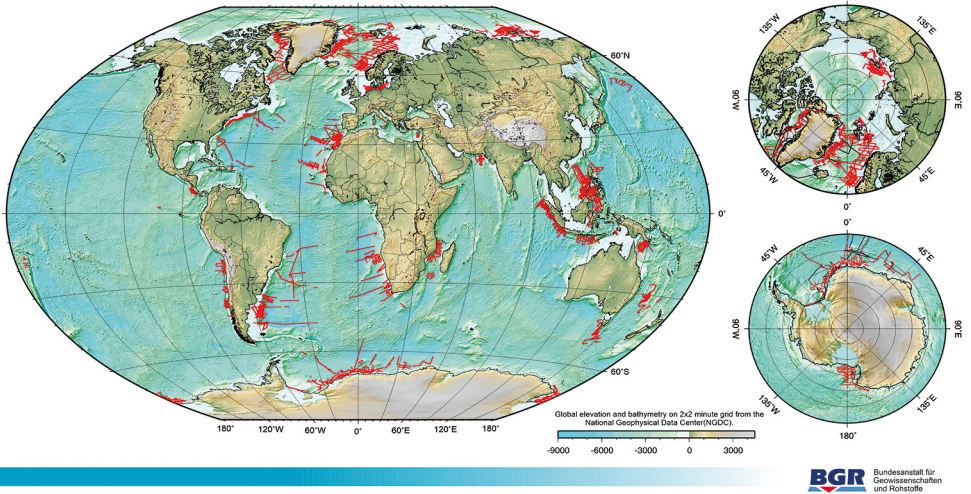 60°N
0°
60°S
180° 120°W 60°W 0° 60°E 120°E 180°
135°W
135°E
90°W
90°E
45°W
45°E
0°
0°
45°W
45°E
90°W
90°E
135°W
135°E
180°
Global elevation and bathymetry on 2x2 minute grid from the
National Geophysical Data Center(NGDC).
-9000 -6000 -3000 0 3000
BGR
Bundesanstalt für
Geowissenschaften
und Rohstoffe